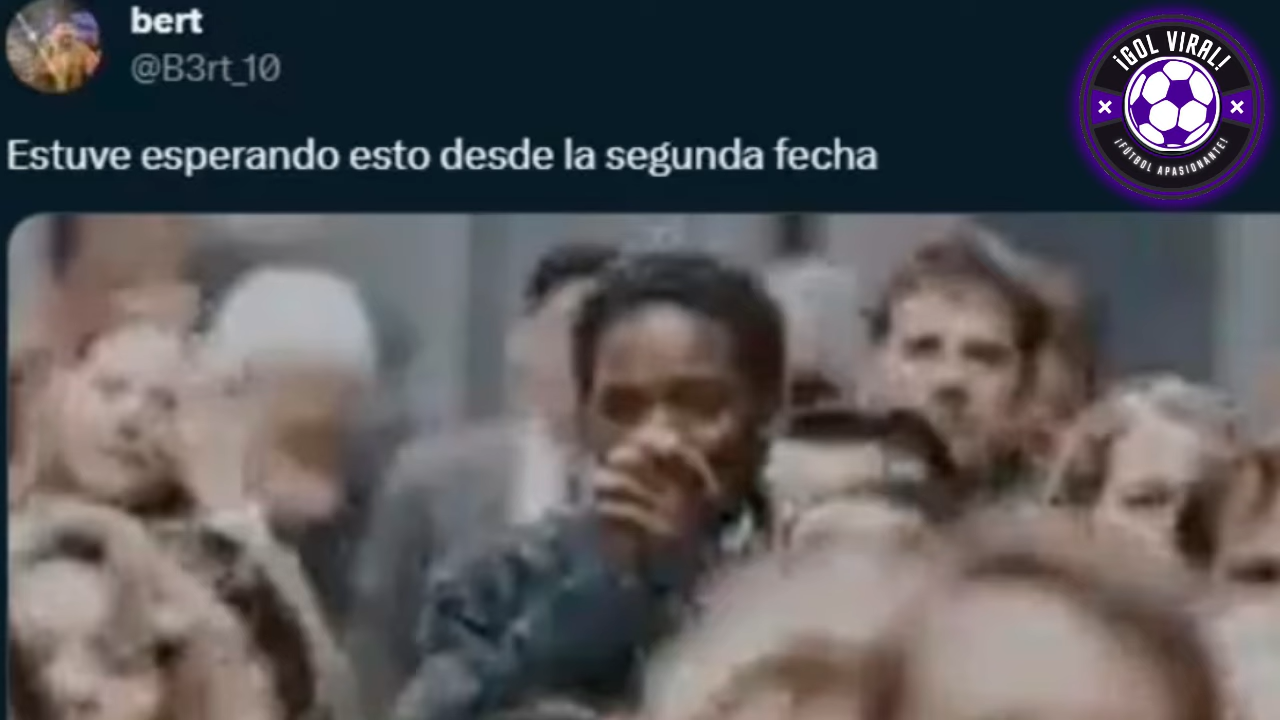 bert
@B3rt_10
¡GOL VIRAL!
¡FÚTBOL APASIONANTE!
Estuve esperando esto desde la segunda fecha